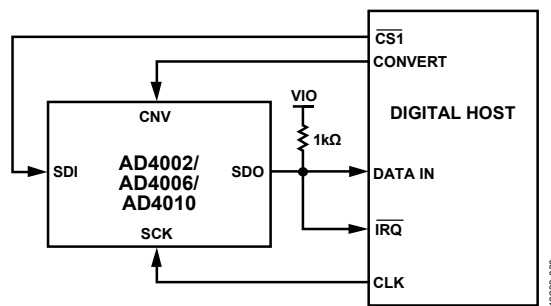 CS1
CONVERT
VIO
CNV
DIGITAL HOST
1kΩ
AD4002/
AD4006/
AD4010
SDI
SDO
DATA IN
IRQ
SCK
CLK